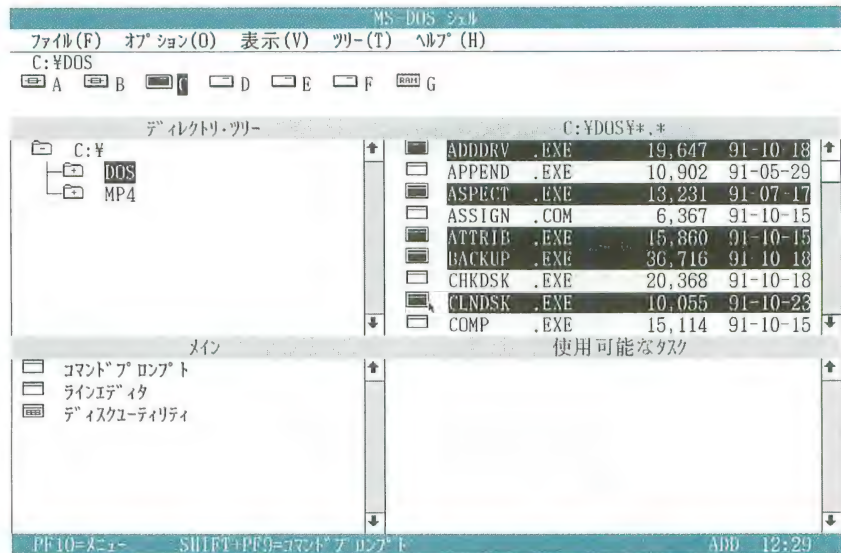 MS-DOS ｼｪﾙ
ﾌｧｲﾙ(F) ｵﾌﾟｼｮﾝ(O) 表示(V) ﾂﾘｰ(T) ﾍﾙﾌﾟ(H)
C:¥DOS
A B C D E F RAM G
ﾃﾞｨﾚｸﾄﾘ･ﾂﾘｰ
C:¥
DOS
MP4
C:¥DOS¥*.*
ADDDRV .EXE 19,647 91-10-18
APPEND .EXE 10,902 91-05-29
ASPECT .EXE 13,231 91-07-17
ASSIGN .COM 6,367 91-10-15
ATTRIB .EXE 15,860 91-10-15
BACKUP .EXE 36,716 91-10-18
CHKDSK .EXE 20,368 91-10-18
CLNDSK .EXE 10,055 91-10-23
COMP .EXE 15,114 91-10-15
ﾒｲﾝ
ｺﾏﾝﾄﾞﾌﾟﾛﾝﾌﾟﾄ
ﾗｲﾝｴﾃﾞｨﾀ
ﾃﾞｨｽｸﾕｰﾃｨﾘﾃｨ
使用可能なﾀｽｸ
PF10=ﾒﾆｭｰ SHIFT+PF9=ｺﾏﾝﾄﾞﾌﾟﾛﾝﾌﾟﾄ ADD 12:29